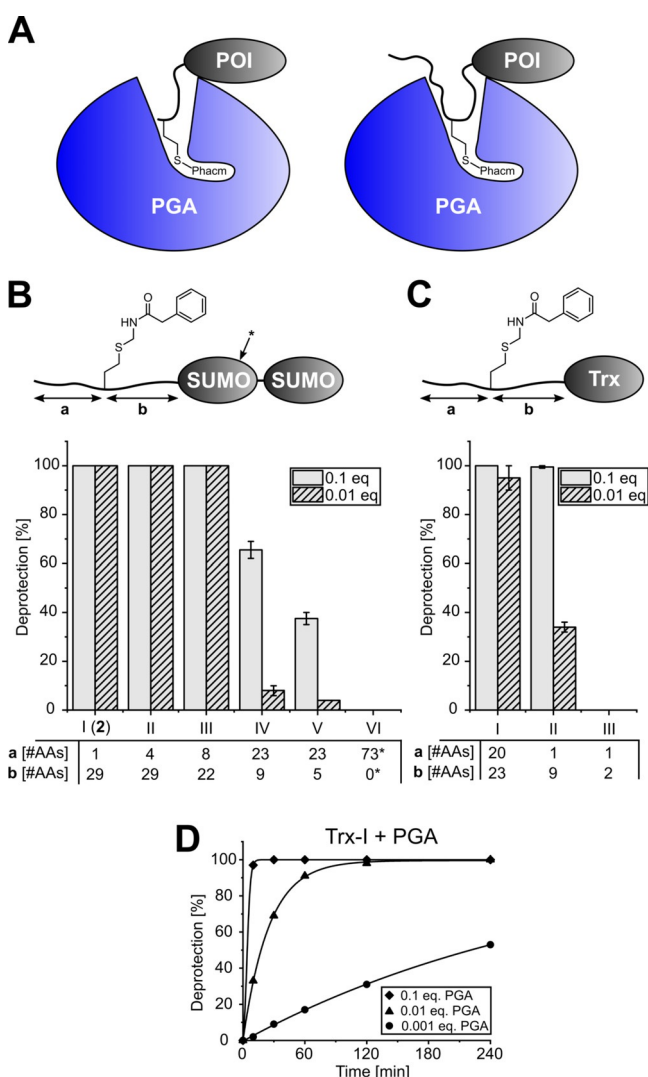 A
POI
POI
S
Phacm
S
Phacm
PGA
PGA
B
C
O
HN
S
*
SUMO
SUMO
a
b
O
HN
S
Trx
a
b
Deprotection [%]
100
80
60
40
20
0
0.1 eq
0.01 eq
I (2) II III IV V VI
a [#AAs] 1 4 8 23 23 73*
b [#AAs] 29 29 22 9 5 0*
Deprotection [%]
100
80
60
40
20
0
0.1 eq
0.01 eq
I II III
a [#AAs] 20 1 1
b [#AAs] 23 9 2
D
Trx-I + PGA
Deprotection [%]
100
80
60
40
20
0
0.1 eq. PGA
0.01 eq. PGA
0.001 eq. PGA
0 60 120 180 240
Time [min]